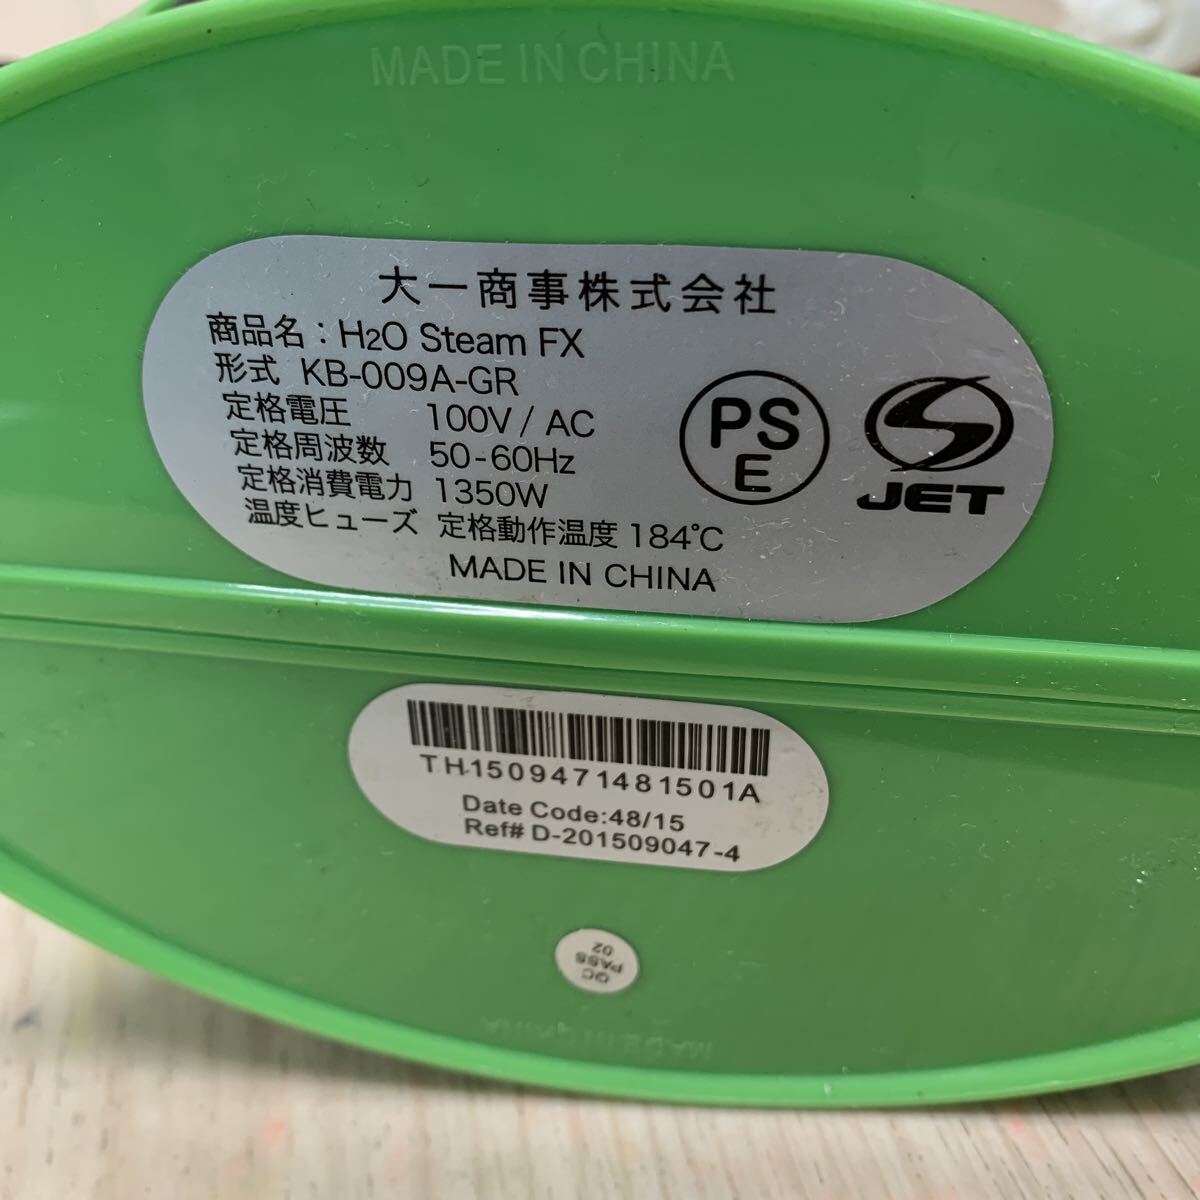 MADE IN CHINA
大一商事株式会社
商品名：H2O Steam FX
形式 KB-009A-GR
定格電圧 100V / AC
定格周波数 50-60Hz
定格消費電力 1350W
温度ヒューズ 定格動作温度 184℃
MADE IN CHINA
PS
E
JET
TH1509471481501A
Date Code:48/15
Ref# D-201509047-4
QC
PASS
02
MADE IN CHINA